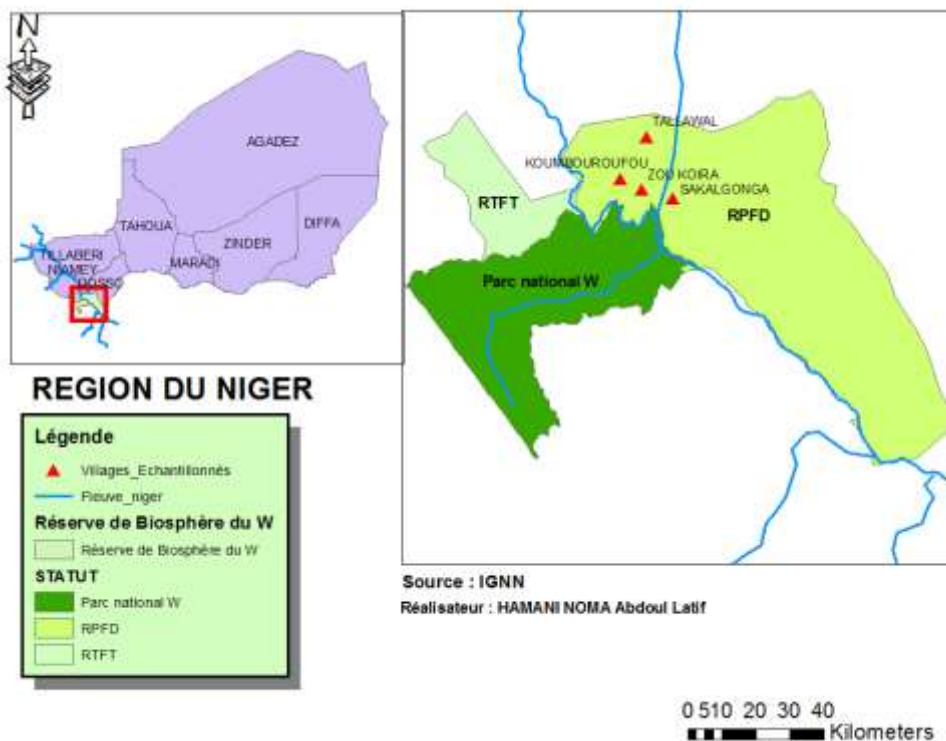 N
AGADEZ
TAHOUA
DIFFA
ZINDER
MARADI
TILLABERI
NIAMEY
DOSSO
TALLAWAL
KOUMBOUROUFOU
ZOU KOIRA
SAKALGONGA
RTFT
RPFD
Parc national W
REGION DU NIGER
Légende
Villages_Echantillonnés
Fleuve_niger
Réserve de Biosphère du W
Réserve de Biosphère du W
STATUT
Parc national W
RPFD
RTFT
Source : IGNN
Réalisateur : HAMANI NOMA Abdoul Latif
0 5 10 20 30 40
Kilometers